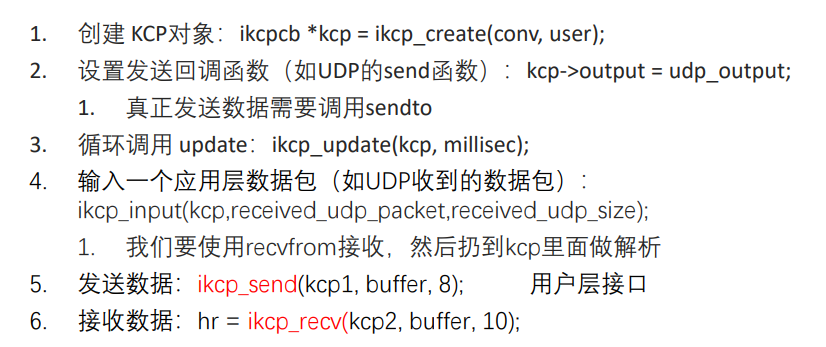 1. 创建 KCP对象：ikcpcb *kcp = ikcp_create(conv, user);
2. 设置发送回调函数（如UDP的send函数）：kcp->output = udp_output;
1. 真正发送数据需要调用sendto
3. 循环调用 update：ikcp_update(kcp, millisec);
4. 输入一个应用层数据包（如UDP收到的数据包）：
ikcp_input(kcp,received_udp_packet,received_udp_size);
1. 我们要使用recvfrom接收，然后扔到kcp里面做解析
5. 发送数据：ikcp_send(kcp1, buffer, 8); 用户层接口
6. 接收数据：hr = ikcp_recv(kcp2, buffer, 10);